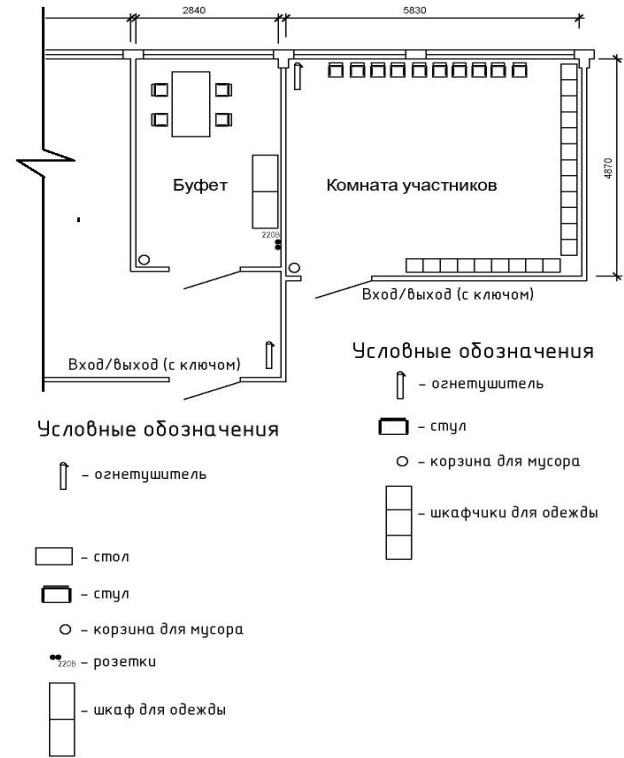 2840
5830
4870
Буфет
Комната участников
220В
Вход/выход (с ключом)
Вход/выход (с ключом)
Условные обозначения
– огнетушитель
– стул
– корзина для мусора
– шкафчики для одежды
Условные обозначения
– огнетушитель
– стол
– стул
– корзина для мусора
220В – розетки
– шкаф для одежды